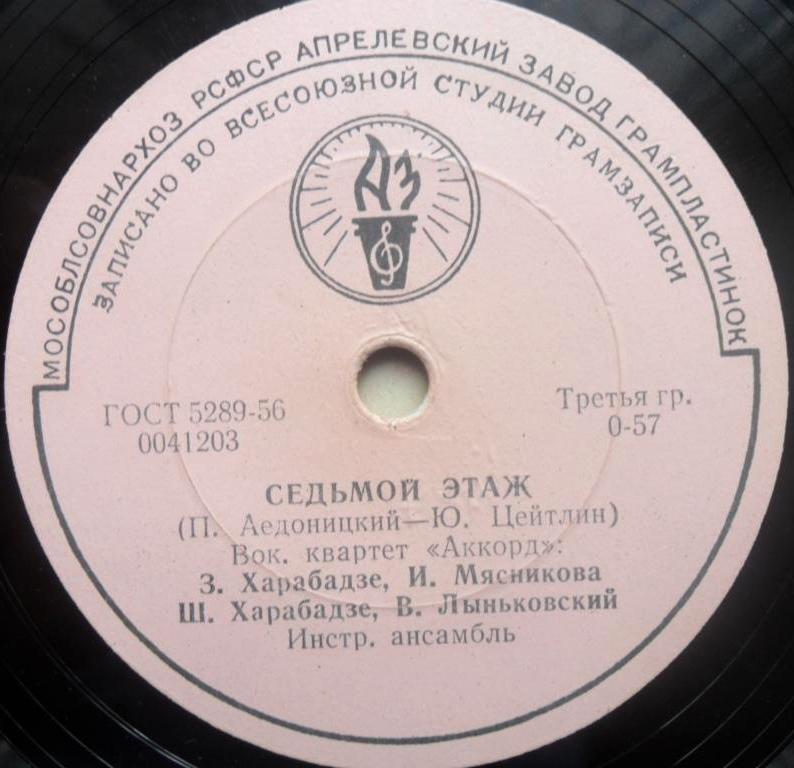 МОСОБЛСОВНАРХОЗ РСФСР АПРЕЛЕВСКИЙ ЗАВОД ГРАМПЛАСТИНОК
ЗАПИСАНО ВО ВСЕСОЮЗНОЙ СТУДИИ ГРАМЗАПИСИ
АЗ
ГОСТ 5289-56
0041203
Третья гр.
0-57
СЕДЬМОЙ ЭТАЖ
(П. Аедоницкий—Ю. Цейтлин)
Вок. квартет «Аккорд»:
З. Харабадзе, И. Мясникова
Ш. Харабадзе, В. Лыньковский
Инстр. ансамбль